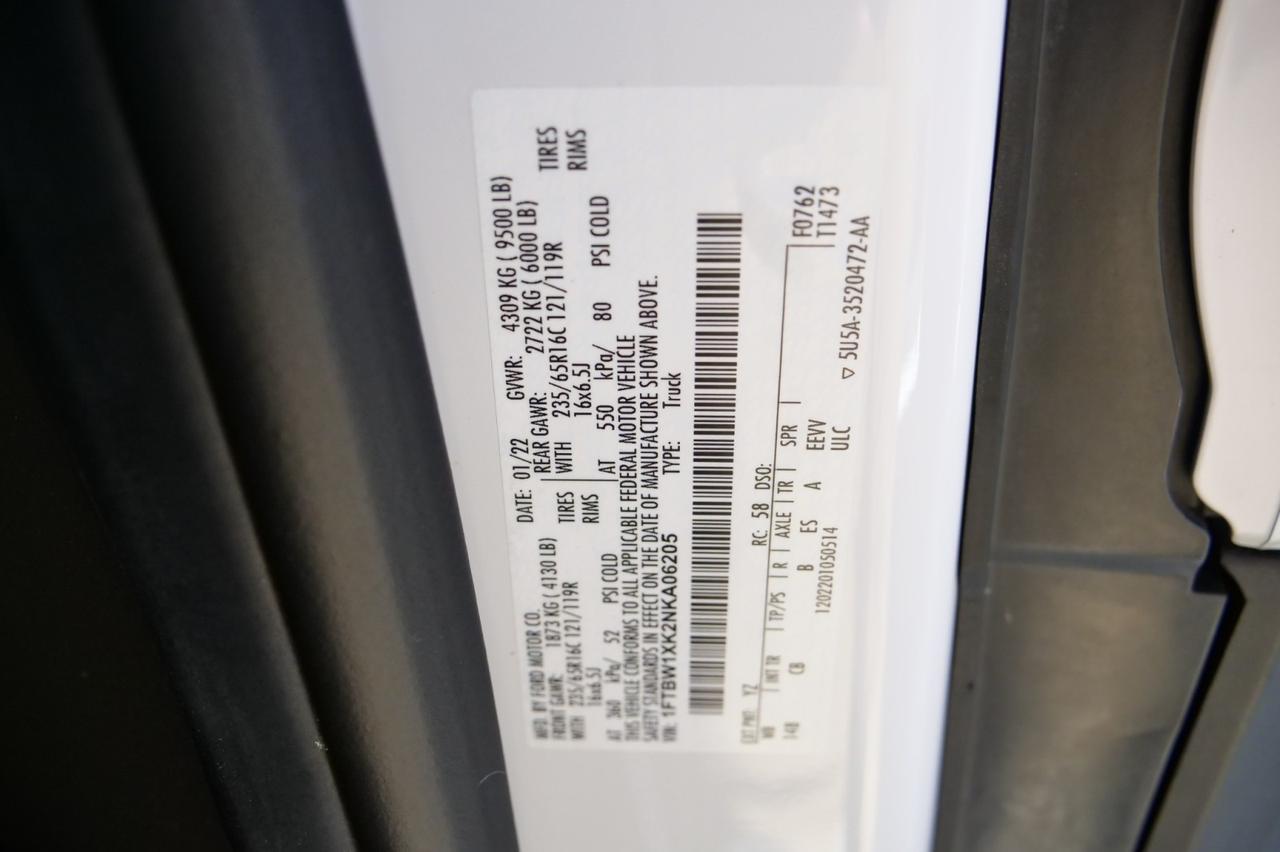 MFD. BY FORD MOTOR CO. DATE: 01/22 GVWR: 4309 KG ( 9500 LB)
FRONT GAWR: 1873 KG ( 4130 LB) REAR GAWR: 2722 KG ( 6000 LB)
WITH 235/65R16C 121/119R TIRES WITH 235/65R16C 121/119R TIRES
16x6.5J RIMS 16x6.5J RIMS
AT 360 kPa/ 52 PSI COLD AT 550 kPa/ 80 PSI COLD
THIS VEHICLE CONFORMS TO ALL APPLICABLE FEDERAL MOTOR VEHICLE
SAFETY STANDARDS IN EFFECT ON THE DATE OF MANUFACTURE SHOWN ABOVE.
VIN: 1FTBW1XK2NKA06205 TYPE: Truck
EXT PNT: YZ RC: 58 DSO:
WB INT TR TP/PS R AXLE TR SPR F0762
148 CB B ES A EEVV T1473
1202201050514 ULC
▽ 5U5A-3520472-AA